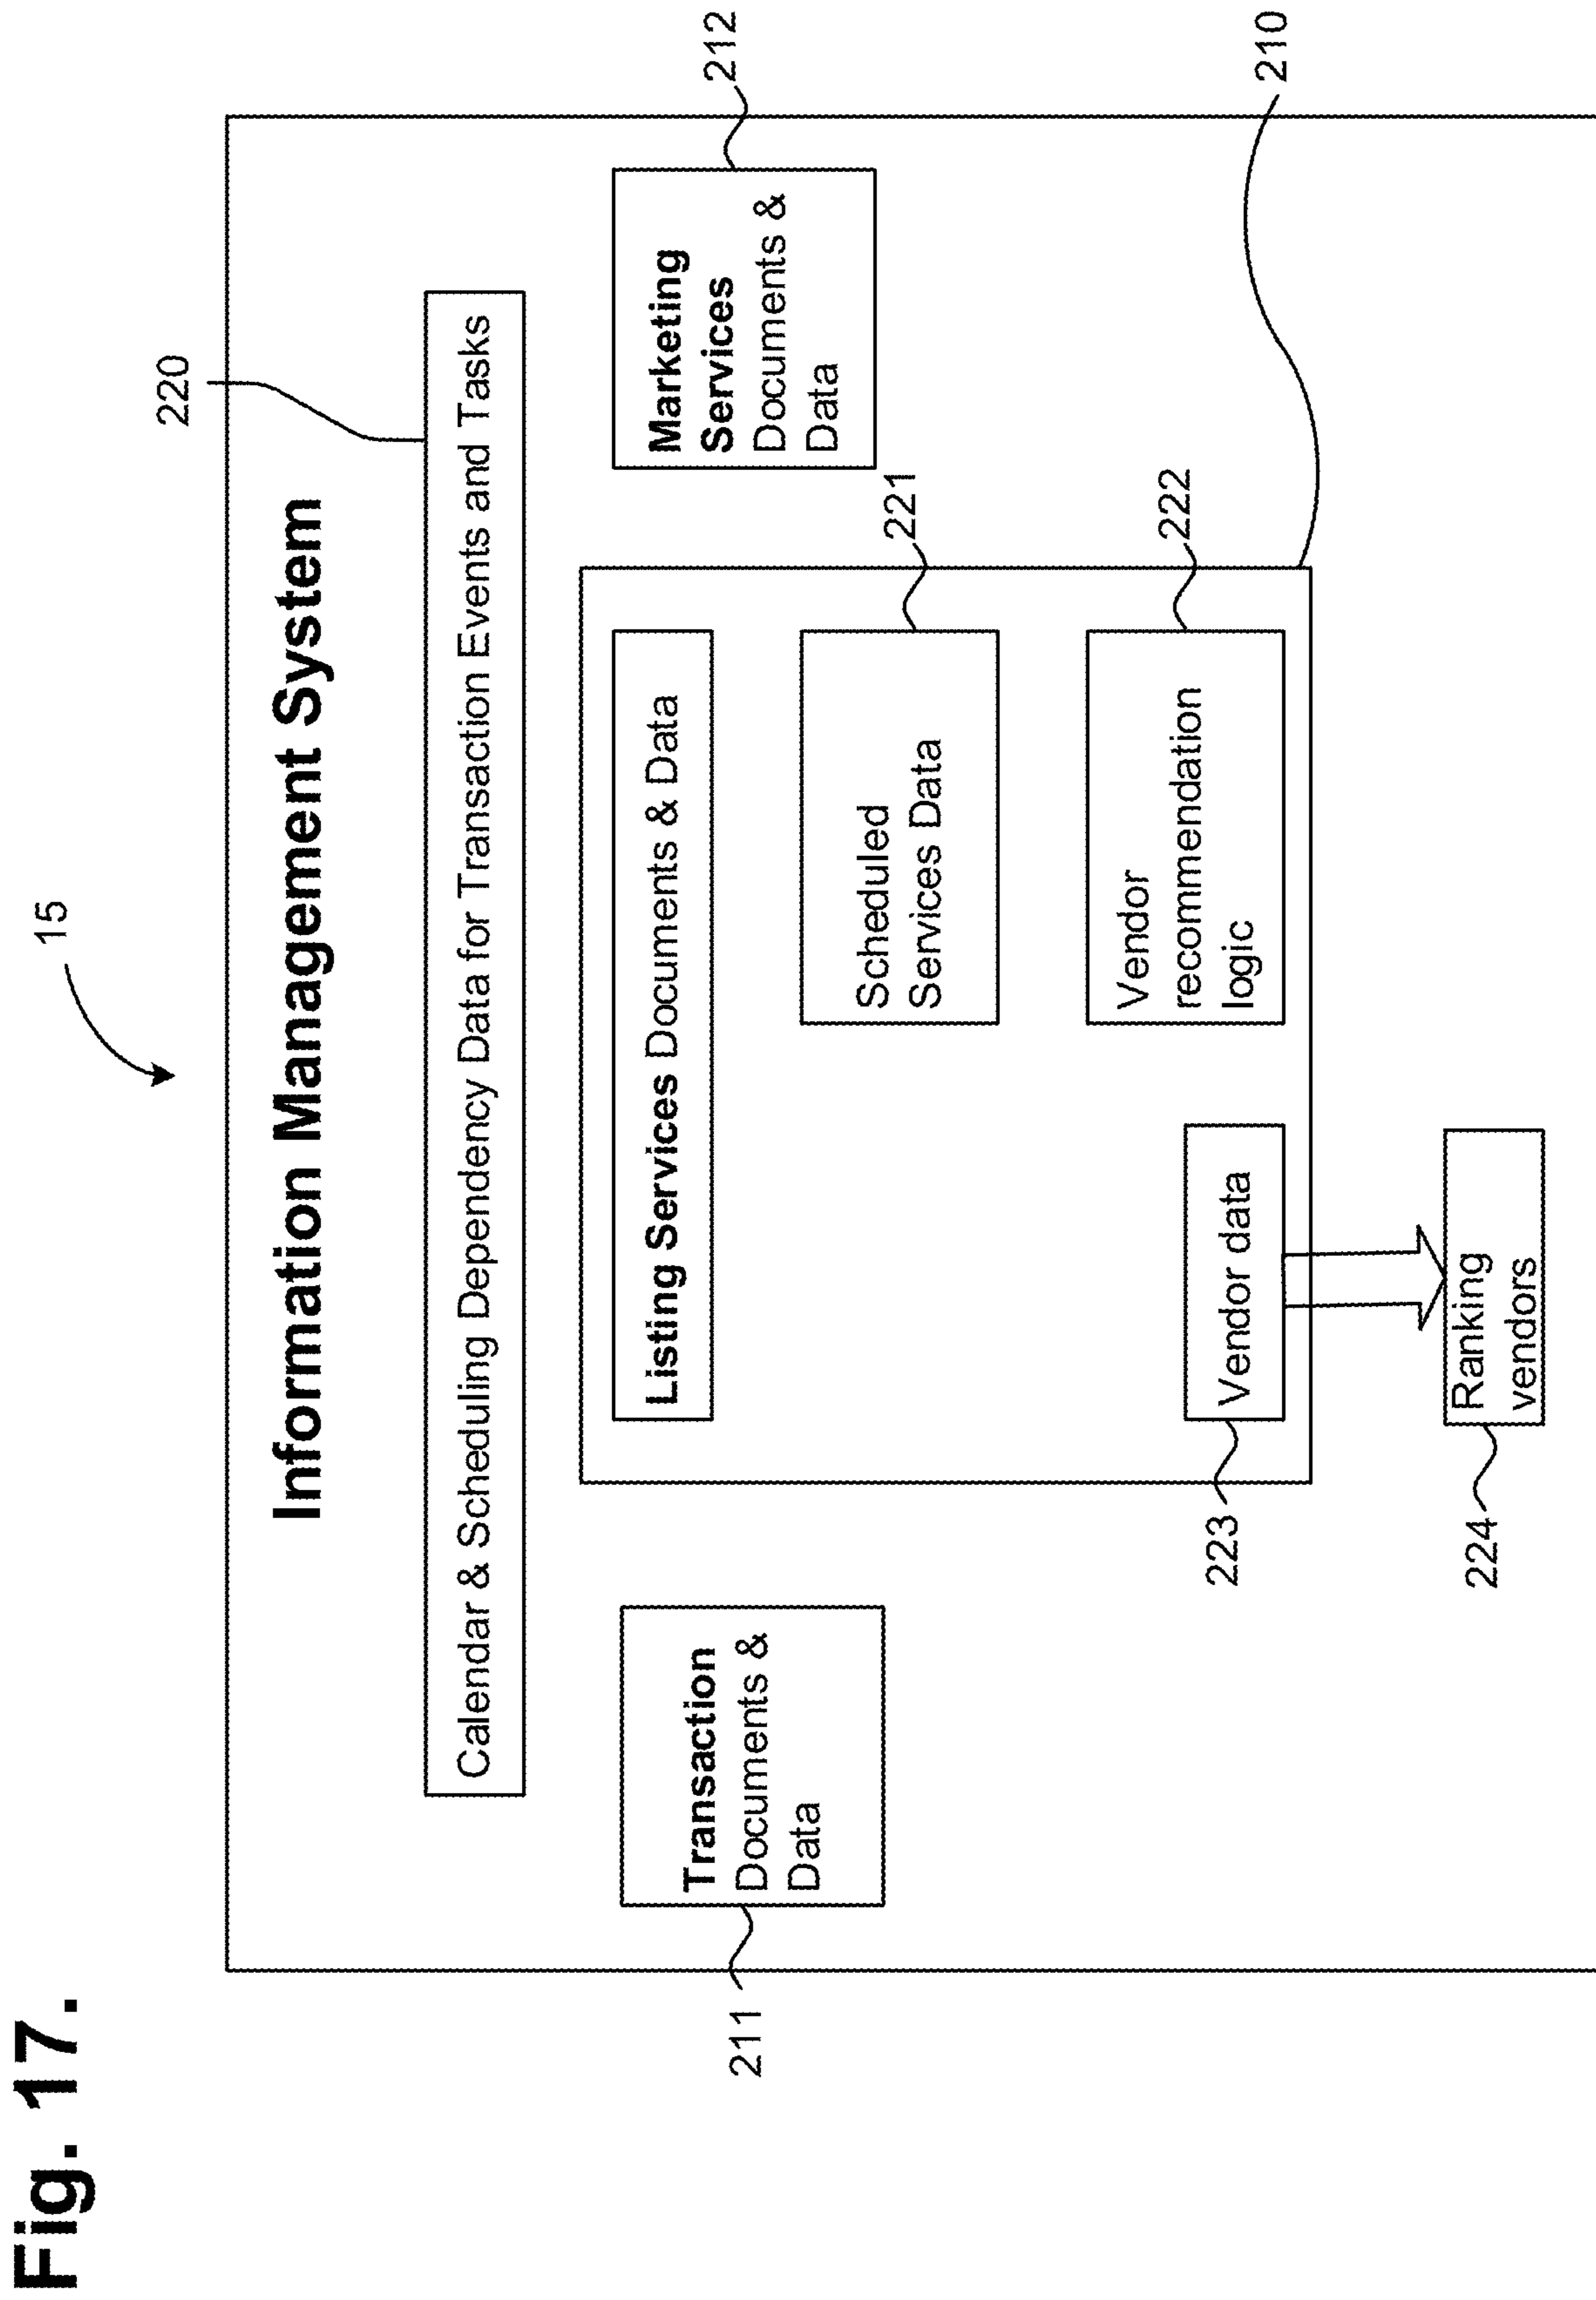 Fig. 17.
15
Information Management System
220
Calendar & Scheduling Dependency Data for Transaction Events and Tasks
211
Transaction
Documents &
Data
Listing Services Documents & Data
Marketing
Services
Documents &
Data
212
Scheduled
Services Data
221
223
Vendor data
Vendor
recommendation
logic
222
210
224
Ranking
vendors